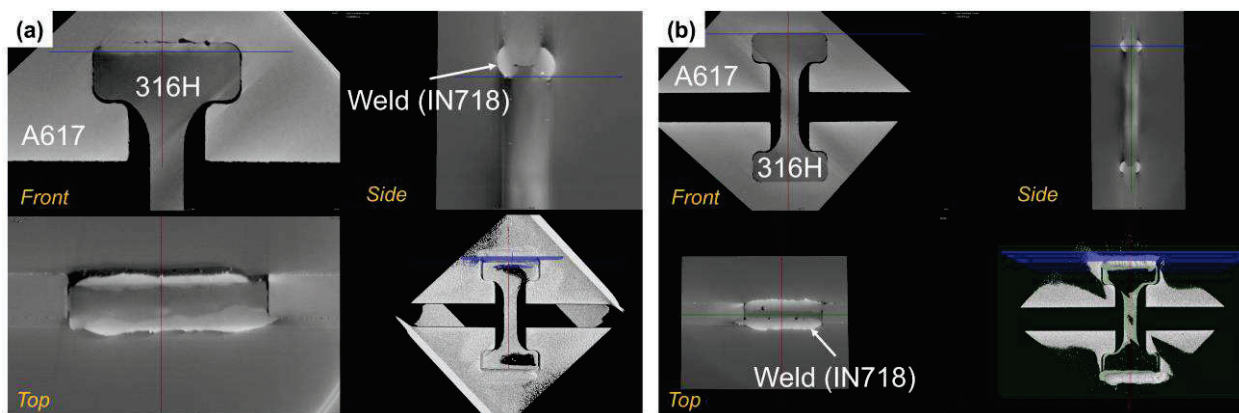 (a)
316H
A617
Front
Weld (IN718)
Side
Top
(b)
A617
316H
Front
Side
Weld (IN718)
Top